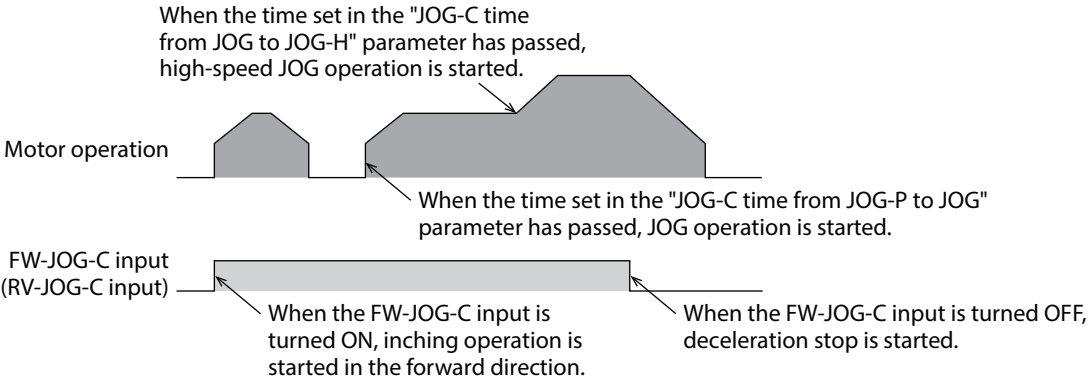 When the time set in the "JOG-C time
from JOG to JOG-H" parameter has passed,
high-speed JOG operation is started.
Motor operation
When the time set in the "JOG-C time from JOG-P to JOG"
parameter has passed, JOG operation is started.
FW-JOG-C input
(RV-JOG-C input)
When the FW-JOG-C input is
turned ON, inching operation is
started in the forward direction.
When the FW-JOG-C input is turned OFF,
deceleration stop is started.